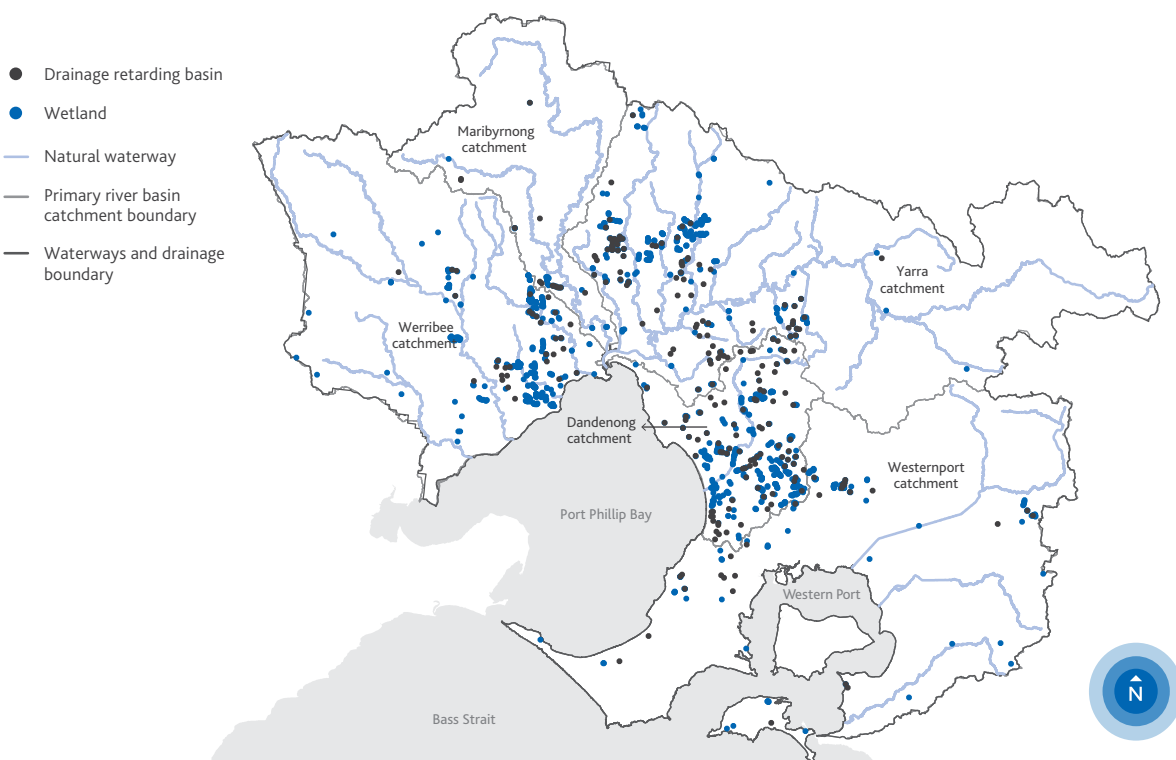 Drainage retarding basin
Wetland
Natural waterway
Primary river basin
catchment boundary
Waterways and drainage
boundary
Maribyrnong
catchment
Yarra
catchment
Werribee
catchment
Dandenong
catchment
Westernport
catchment
Port Phillip Bay
Western Port
Bass Strait
N